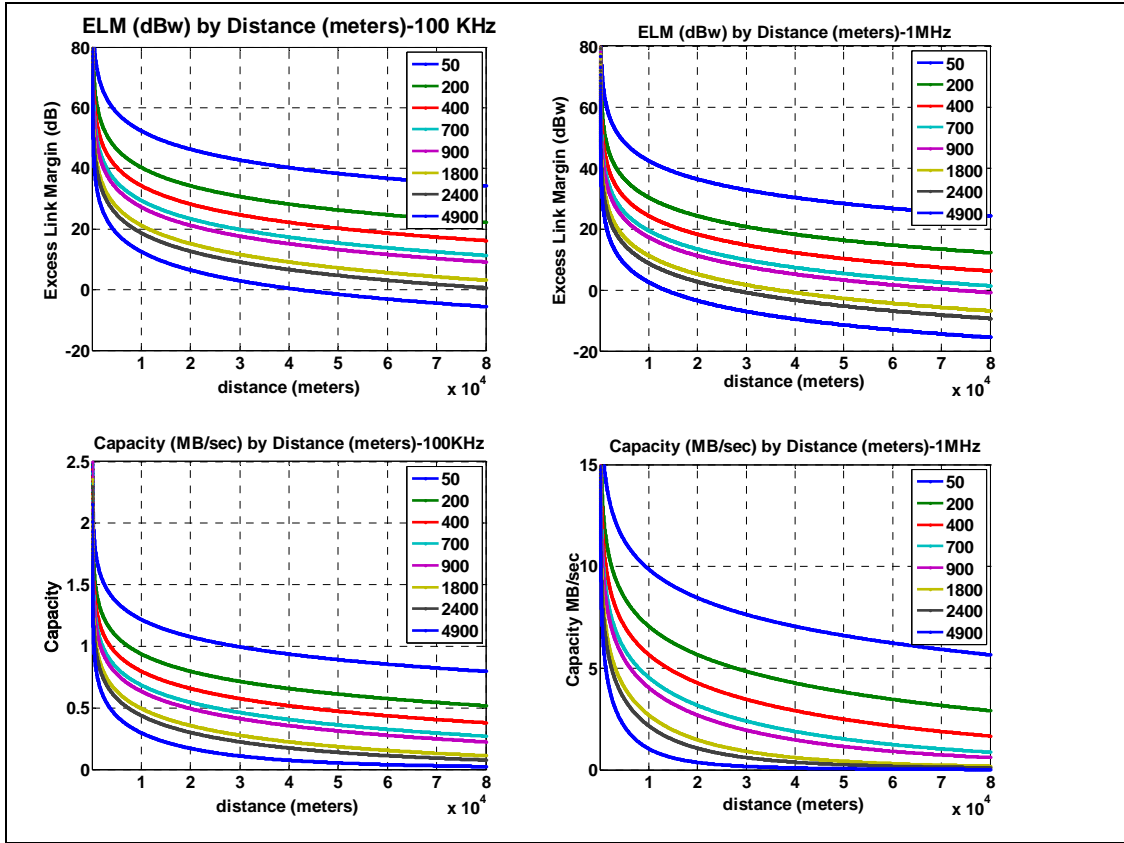 ELM (dBw) by Distance (meters)-100 KHz
Excess Link Margin (dB)
80
60
40
20
0
-20
1 2 3 4 5 6 7 8
x 10^4
distance (meters)
50
200
400
700
900
1800
2400
4900
ELM (dBw) by Distance (meters)-1MHz
Excess Link Margin (dBw)
80
60
40
20
0
-20
1 2 3 4 5 6 7 8
x 10^4
distance (meters)
50
200
400
700
900
1800
2400
4900
Capacity (MB/sec) by Distance (meters)-100KHz
Capacity
2.5
2
1.5
1
0.5
0
1 2 3 4 5 6 7 8
x 10^4
distance (meters)
50
200
400
700
900
1800
2400
4900
Capacity (MB/sec) by Distance (meters)-1MHz
Capacity MB/sec
15
10
5
0
1 2 3 4 5 6 7 8
x 10^4
distance (meters)
50
200
400
700
900
1800
2400
4900